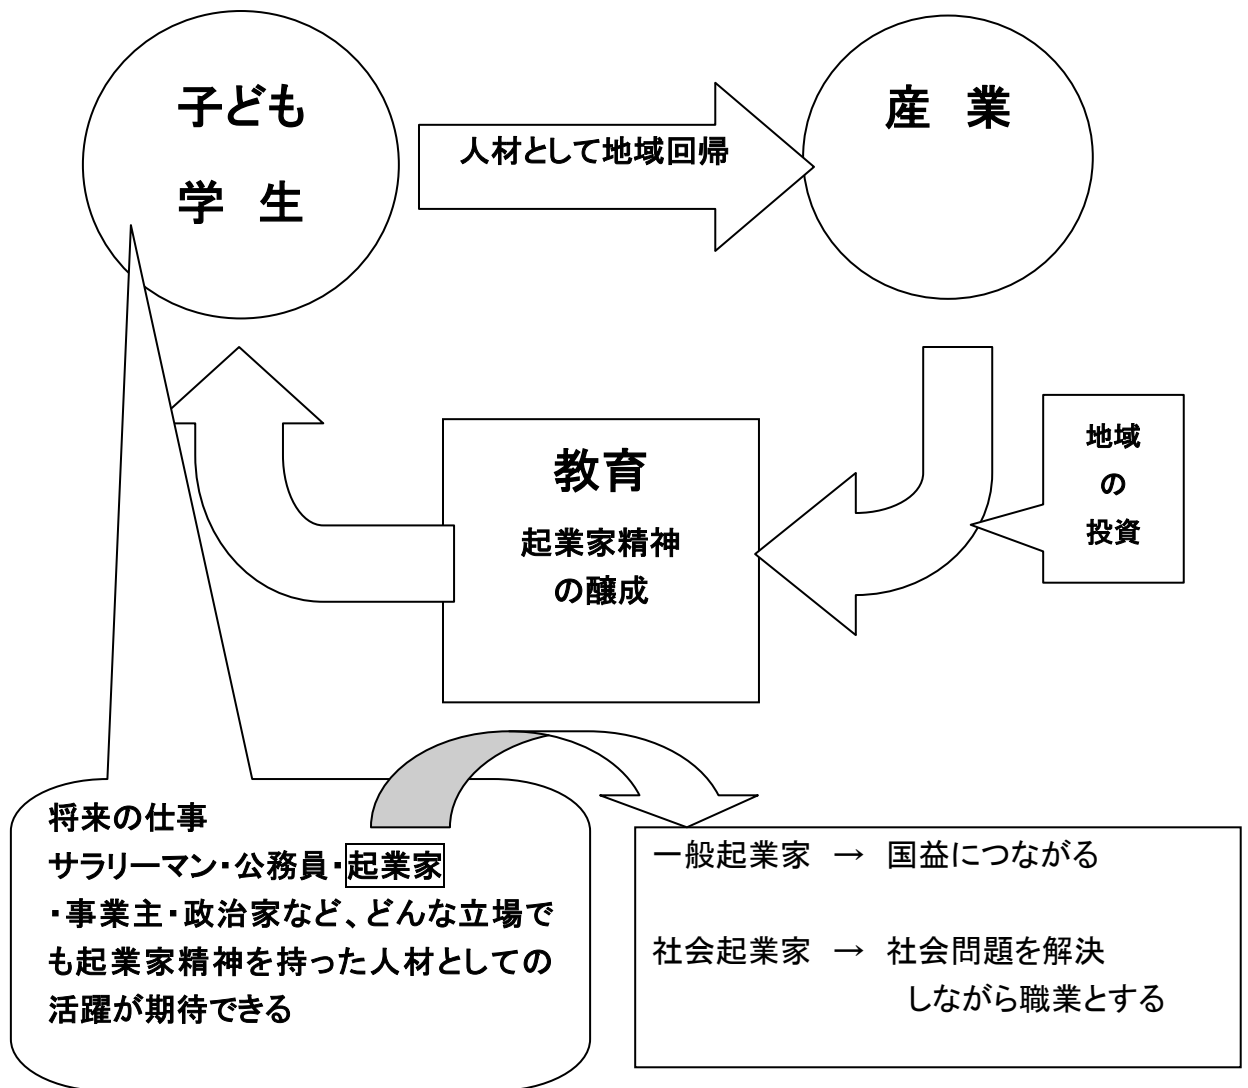 子ども
学　生
人材として地域回帰
産　業
教育
起業家精神
の醸成
地域
の
投資
将来の仕事
サラリーマン・公務員・起業家
・事業主・政治家など、どんな立場で
も起業家精神を持った人材としての
活躍が期待できる
一般起業家　→　国益につながる
社会起業家　→　社会問題を解決
しながら職業とする